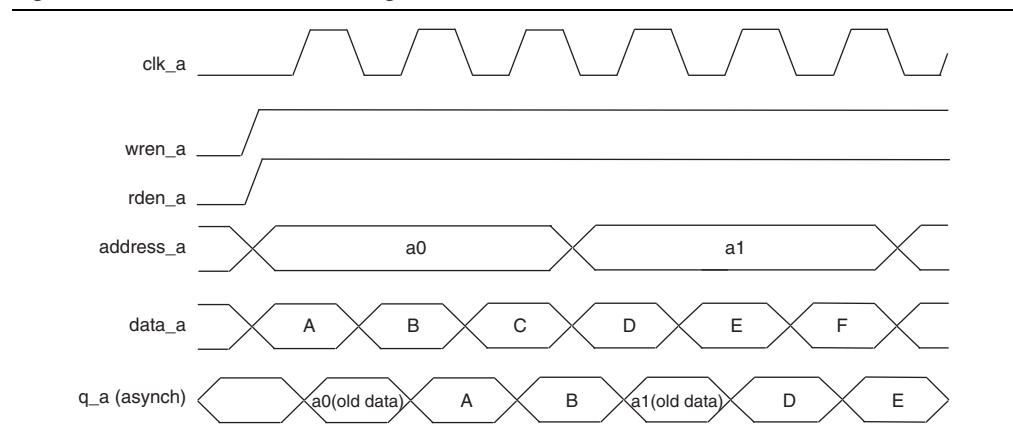 clk_a
wren_a
rden_a
address_a a0 a1
data_a A B C D E F
q_a (asynch) a0(old data) A B a1(old data) D E